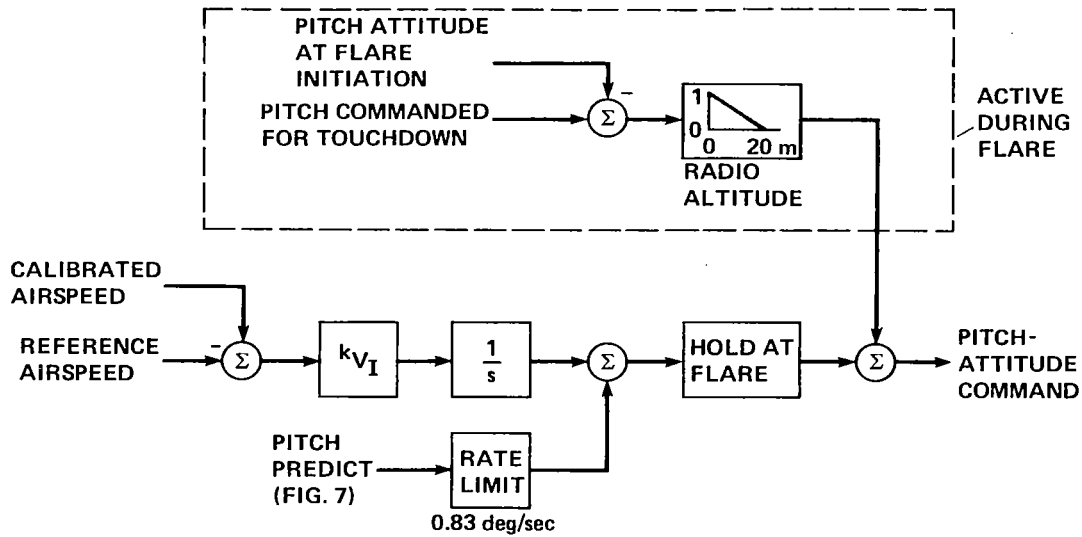 PITCH ATTITUDE
AT FLARE
INITIATION
PITCH COMMANDED
FOR TOUCHDOWN
−
Σ
1
0
0 20 m
RADIO
ALTITUDE
ACTIVE
DURING
FLARE
CALIBRATED
AIRSPEED
REFERENCE
AIRSPEED
−
Σ
kVI
1
s
Σ
HOLD AT
FLARE
Σ
PITCH-
ATTITUDE
COMMAND
PITCH
PREDICT
(FIG. 7)
RATE
LIMIT
0.83 deg/sec